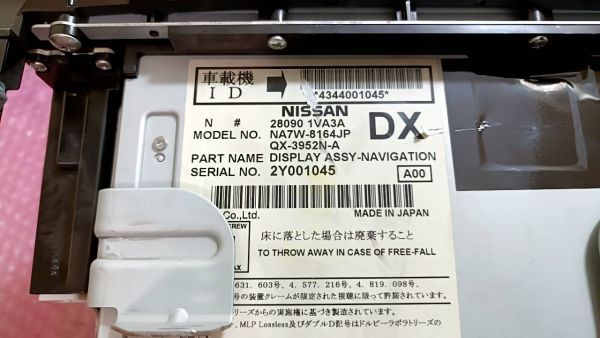 車載機
ID
*4344001045*
NISSAN
N # 28090 1VA3A
MODEL NO. NA7W-8164JP
DX
QX-3952N-A
PART NAME DISPLAY ASSY-NAVIGATION
SERIAL NO. 2Y001045 A00
Co.,Ltd. MADE IN JAPAN
床に落とした場合は廃棄すること
TO THROW AWAY IN CASE OF FREE-FALL
631. 603号, 4. 577. 216号, 4. 819. 098号,
号の装置クレームが限定された視聴に限って許諾されています.
リーズからの実施権に基づき製造されています.
MLP Lossless及びダブルD記号はドルビーラボラトリーズの